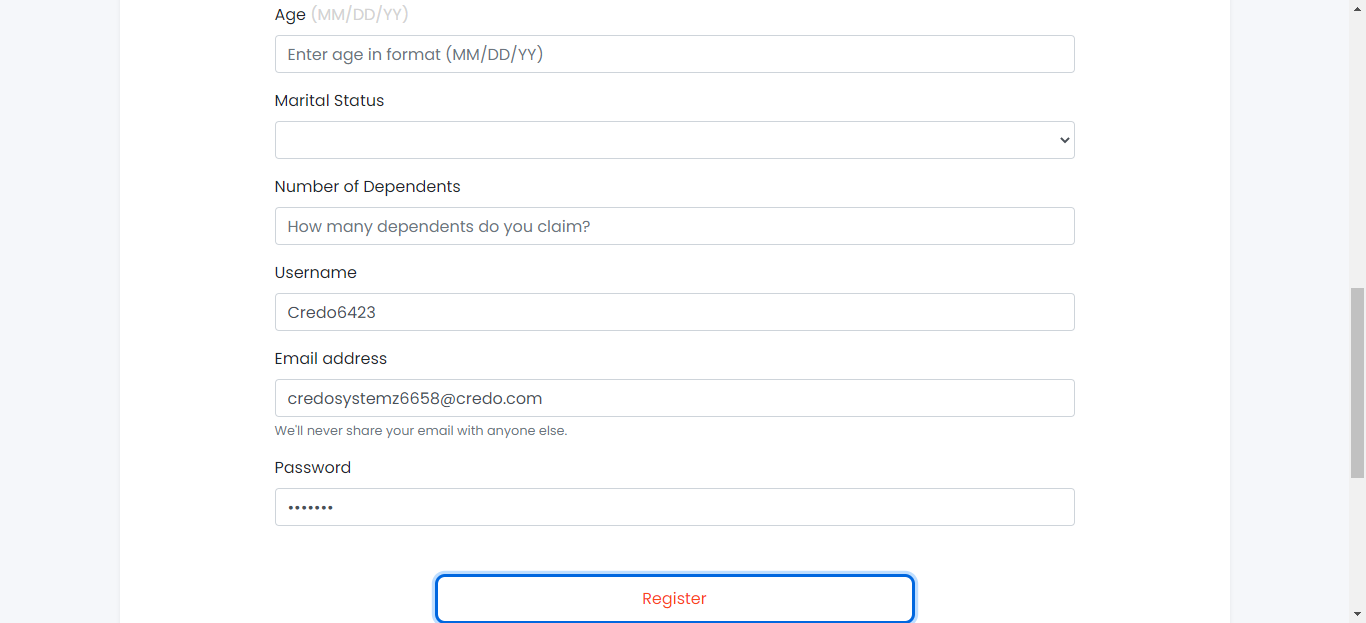 Age (MM/DD/YY)
Enter age in format (MM/DD/YY)
Marital Status
Number of Dependents
How many dependents do you claim?
Username
Credo6423
Email address
credosystemz6658@credo.com
We'll never share your email with anyone else.
Password
•••••••
Register